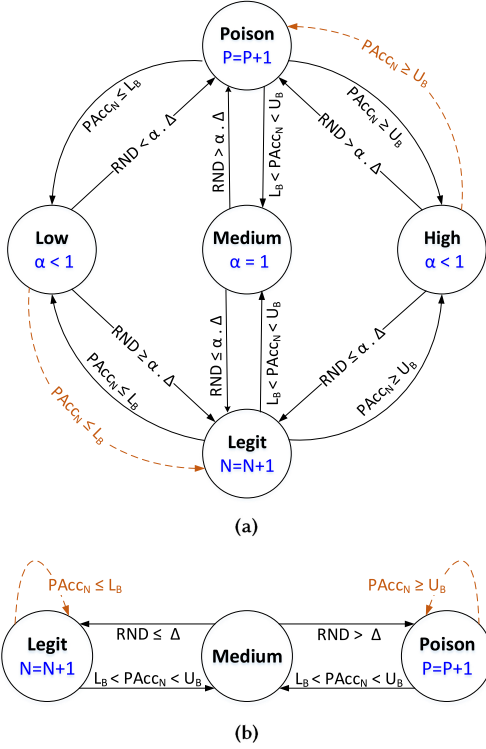 Poison
P=P+1
PAcc_N ≥ U_B
PAcc_N ≤ L_B
RND < α . Δ
RND > α . Δ
L_B < PAcc_N < U_B
RND > α . Δ
PAcc_N ≥ U_B
Low
α < 1
Medium
α = 1
High
α < 1
PAcc_N ≤ L_B
PAcc_N ≤ L_B
RND ≥ α . Δ
RND ≤ α . Δ
L_B < PAcc_N < U_B
RND ≤ α . Δ
PAcc_N ≥ U_B
Legit
N=N+1
(a)
PAcc_N ≤ L_B
PAcc_N ≥ U_B
Legit
N=N+1
RND ≤ Δ
L_B < PAcc_N < U_B
Medium
RND > Δ
L_B < PAcc_N < U_B
Poison
P=P+1
(b)